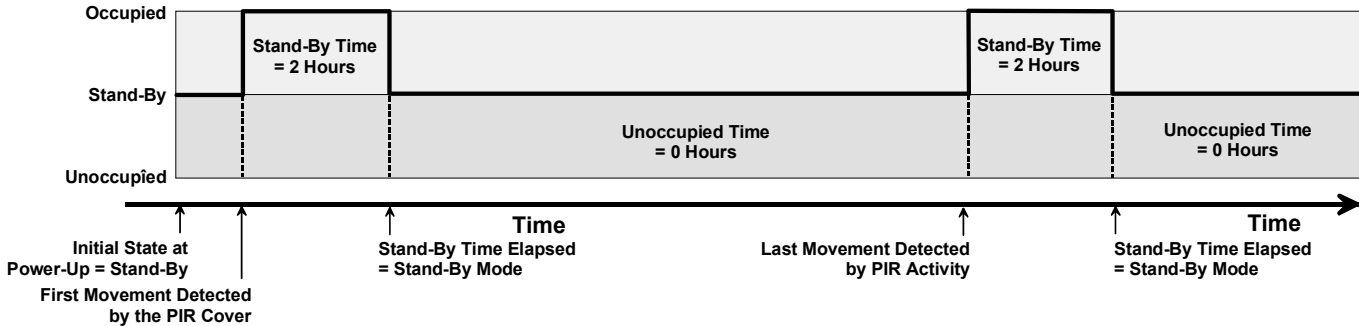 Occupied
Stand-By Time
= 2 Hours
Stand-By Time
= 2 Hours
Stand-By
Unoccupied Time
= 0 Hours
Unoccupied Time
= 0 Hours
Unoccupied
Time
Time
Initial State at
Power-Up = Stand-By
Stand-By Time Elapsed
= Stand-By Mode
Last Movement Detected
by PIR Activity
Stand-By Time Elapsed
= Stand-By Mode
First Movement Detected
by the PIR Cover